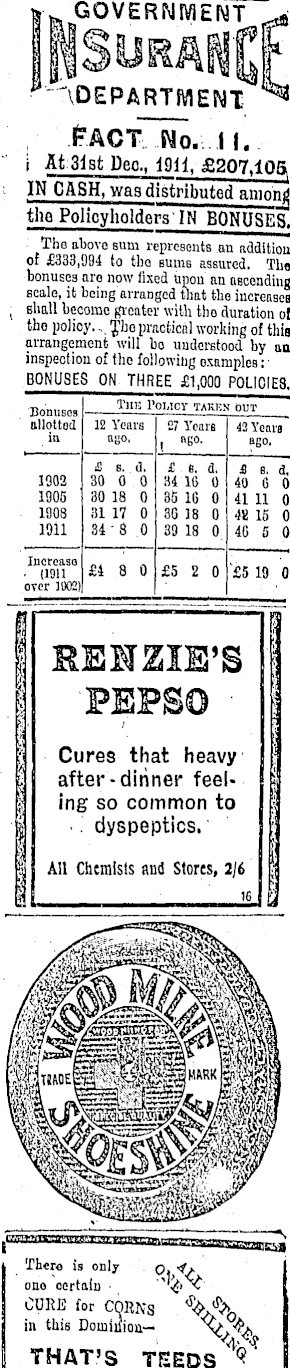 GOVERNMENT
INSURANCE
DEPARTMENT
FACT No. 11.
At 31st Dec., 1911, £207,105
IN CASH, was distributed among
the Policyholders IN BONUSES.
The above sum represents an addition
of £333,994 to the sums assured. The
bonuses are now fixed upon an ascending
scale, it being arranged that the increases
shall become greater with the duration of
the policy. The practical working of this
arrangement will be understood by an
inspection of the following examples:
BONUSES ON THREE £1,000 POLICIES.
Bonuses allotted in | THE POLICY TAKEN OUT
12 Years ago. | 27 Years ago. | 42 Years ago.
£ s. d. | £ s. d. | £ s. d.
1902 30 0 0 34 16 0 40 6 0
1905 30 18 0 35 16 0 41 11 0
1908 31 17 0 36 18 0 42 15 0
1911 34 8 0 39 18 0 46 5 0
Increase (1911 over 1902) £4 8 0 £5 2 0 £5 19 0
RENZIE'S
PEPSO
Cures that heavy
after-dinner feel-
ing so common to
dyspeptics.
All Chemists and Stores, 2/6
16
WOOD MILNE
TRADE MARK
SHOESHINE
There is only
one certain
CURE for CORNS
in this Dominion—
ALL STORES.
ONE SHILLING.
THAT'S TEEDS